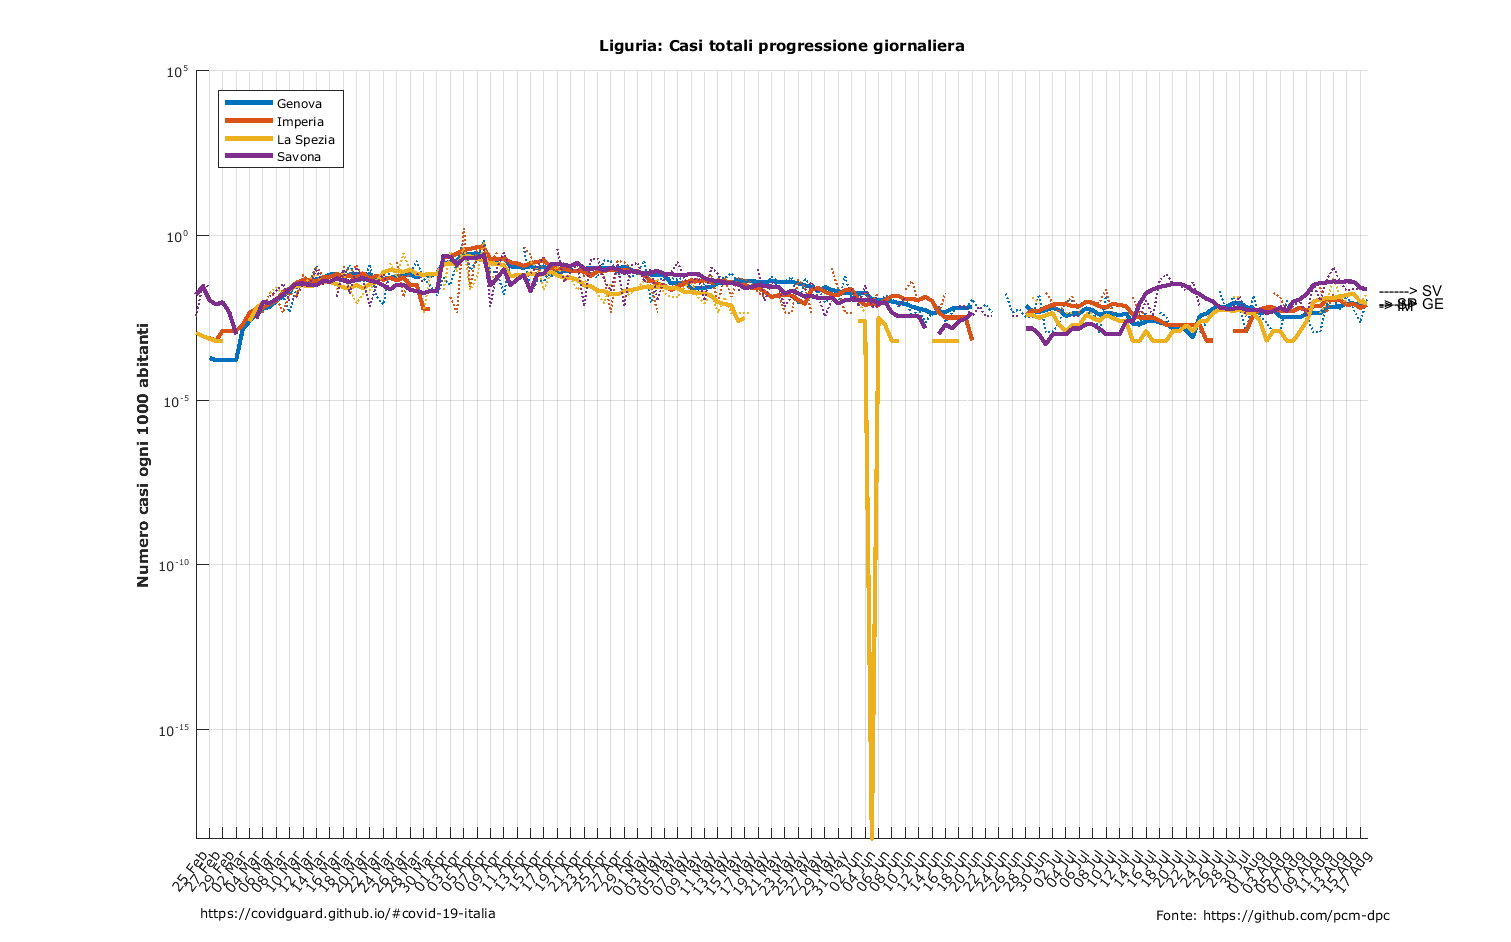 Liguria: Casi totali progressione giornaliera
10^5
10^0
10^-5
10^-10
10^-15
Numero casi ogni 1000 abitanti
Genova
Imperia
La Spezia
Savona
------> SV
GE
IM
25 Feb
27 Feb
29 Feb
02 Mar
04 Mar
06 Mar
08 Mar
10 Mar
12 Mar
14 Mar
16 Mar
18 Mar
20 Mar
22 Mar
24 Mar
26 Mar
28 Mar
30 Mar
01 Apr
03 Apr
05 Apr
07 Apr
09 Apr
11 Apr
13 Apr
15 Apr
17 Apr
19 Apr
21 Apr
23 Apr
25 Apr
27 Apr
29 Apr
01 May
03 May
05 May
07 May
09 May
11 May
13 May
15 May
17 May
19 May
21 May
23 May
25 May
27 May
29 May
31 May
02 Jun
04 Jun
06 Jun
08 Jun
10 Jun
12 Jun
14 Jun
16 Jun
18 Jun
20 Jun
22 Jun
24 Jun
26 Jun
28 Jun
30 Jun
02 Jul
04 Jul
06 Jul
08 Jul
10 Jul
12 Jul
14 Jul
16 Jul
18 Jul
20 Jul
22 Jul
24 Jul
26 Jul
28 Jul
30 Jul
01 Aug
03 Aug
05 Aug
07 Aug
09 Aug
11 Aug
13 Aug
15 Aug
17 Aug
https://covidguard.github.io/#covid-19-italia
Fonte: https://github.com/pcm-dpc